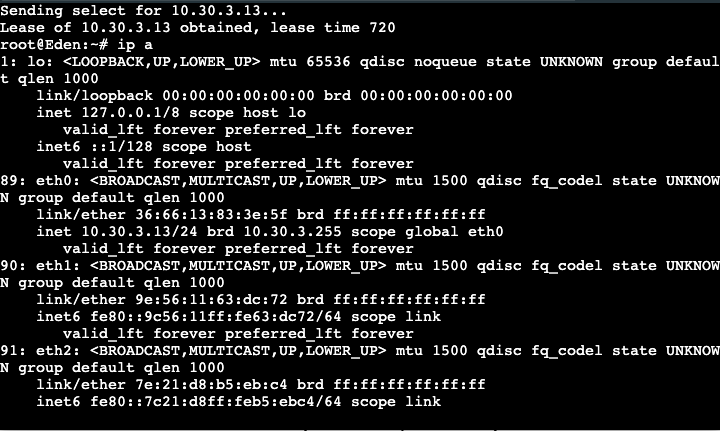 Sending select for 10.30.3.13...
Lease of 10.30.3.13 obtained, lease time 720
root@Eden:~# ip a
1: lo: <LOOPBACK,UP,LOWER_UP> mtu 65536 qdisc noqueue state UNKNOWN group defaul
t qlen 1000
    link/loopback 00:00:00:00:00:00 brd 00:00:00:00:00:00
    inet 127.0.0.1/8 scope host lo
       valid_lft forever preferred_lft forever
    inet6 ::1/128 scope host
       valid_lft forever preferred_lft forever
89: eth0: <BROADCAST,MULTICAST,UP,LOWER_UP> mtu 1500 qdisc fq_codel state UNKNOW
N group default qlen 1000
    link/ether 36:66:13:83:3e:5f brd ff:ff:ff:ff:ff:ff
    inet 10.30.3.13/24 brd 10.30.3.255 scope global eth0
       valid_lft forever preferred_lft forever
90: eth1: <BROADCAST,MULTICAST,UP,LOWER_UP> mtu 1500 qdisc fq_codel state UNKNOW
N group default qlen 1000
    link/ether 9e:56:11:63:dc:72 brd ff:ff:ff:ff:ff:ff
    inet6 fe80::9c56:11ff:fe63:dc72/64 scope link
       valid_lft forever preferred_lft forever
91: eth2: <BROADCAST,MULTICAST,UP,LOWER_UP> mtu 1500 qdisc fq_codel state UNKNOW
N group default qlen 1000
    link/ether 7e:21:d8:b5:eb:c4 brd ff:ff:ff:ff:ff:ff
    inet6 fe80::7c21:d8ff:feb5:ebc4/64 scope link